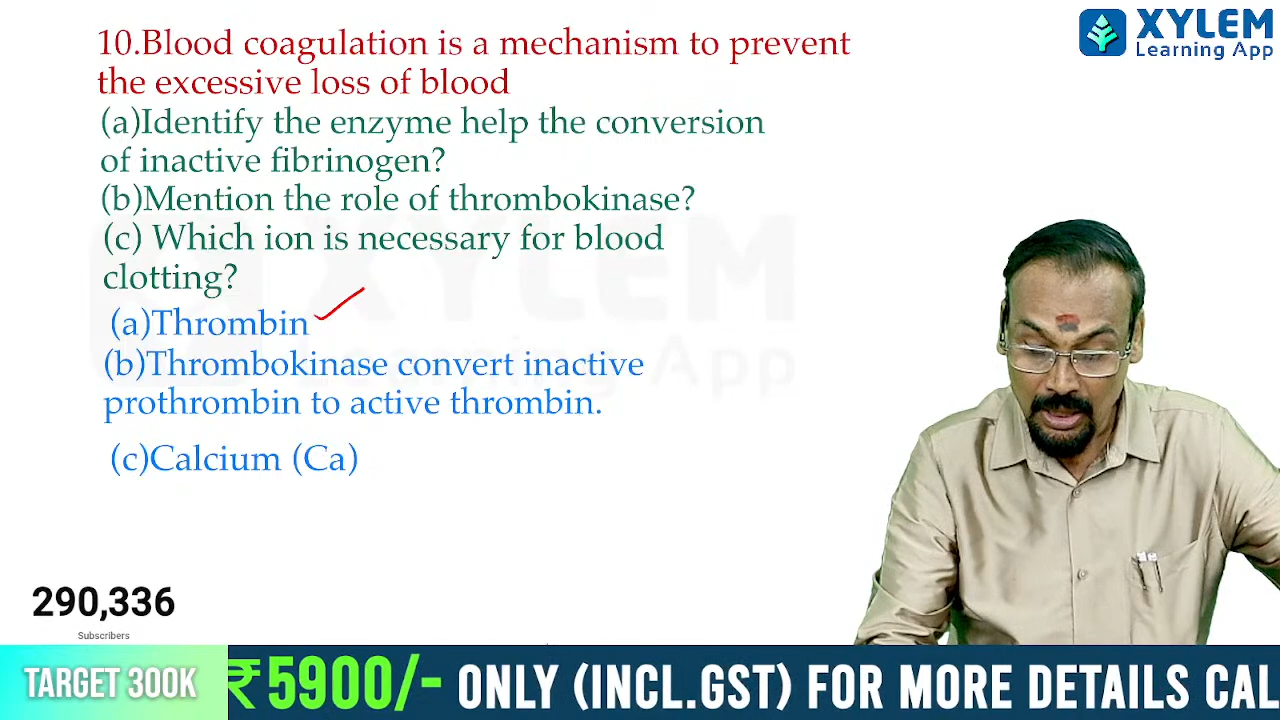 10.Blood coagulation is a mechanism to prevent
the excessive loss of blood
(a)Identify the enzyme help the conversion
of inactive fibrinogen?
(b)Mention the role of thrombokinase?
(c) Which ion is necessary for blood
clotting?
(a)Thrombin
(b)Thrombokinase convert inactive
prothrombin to active thrombin.
(c)Calcium (Ca)
XYLEM
Learning App
XYLEM
Learning App
290,336
Subscribers
TARGET 300K
₹5900/- ONLY (INCL.GST) FOR MORE DETAILS CAL